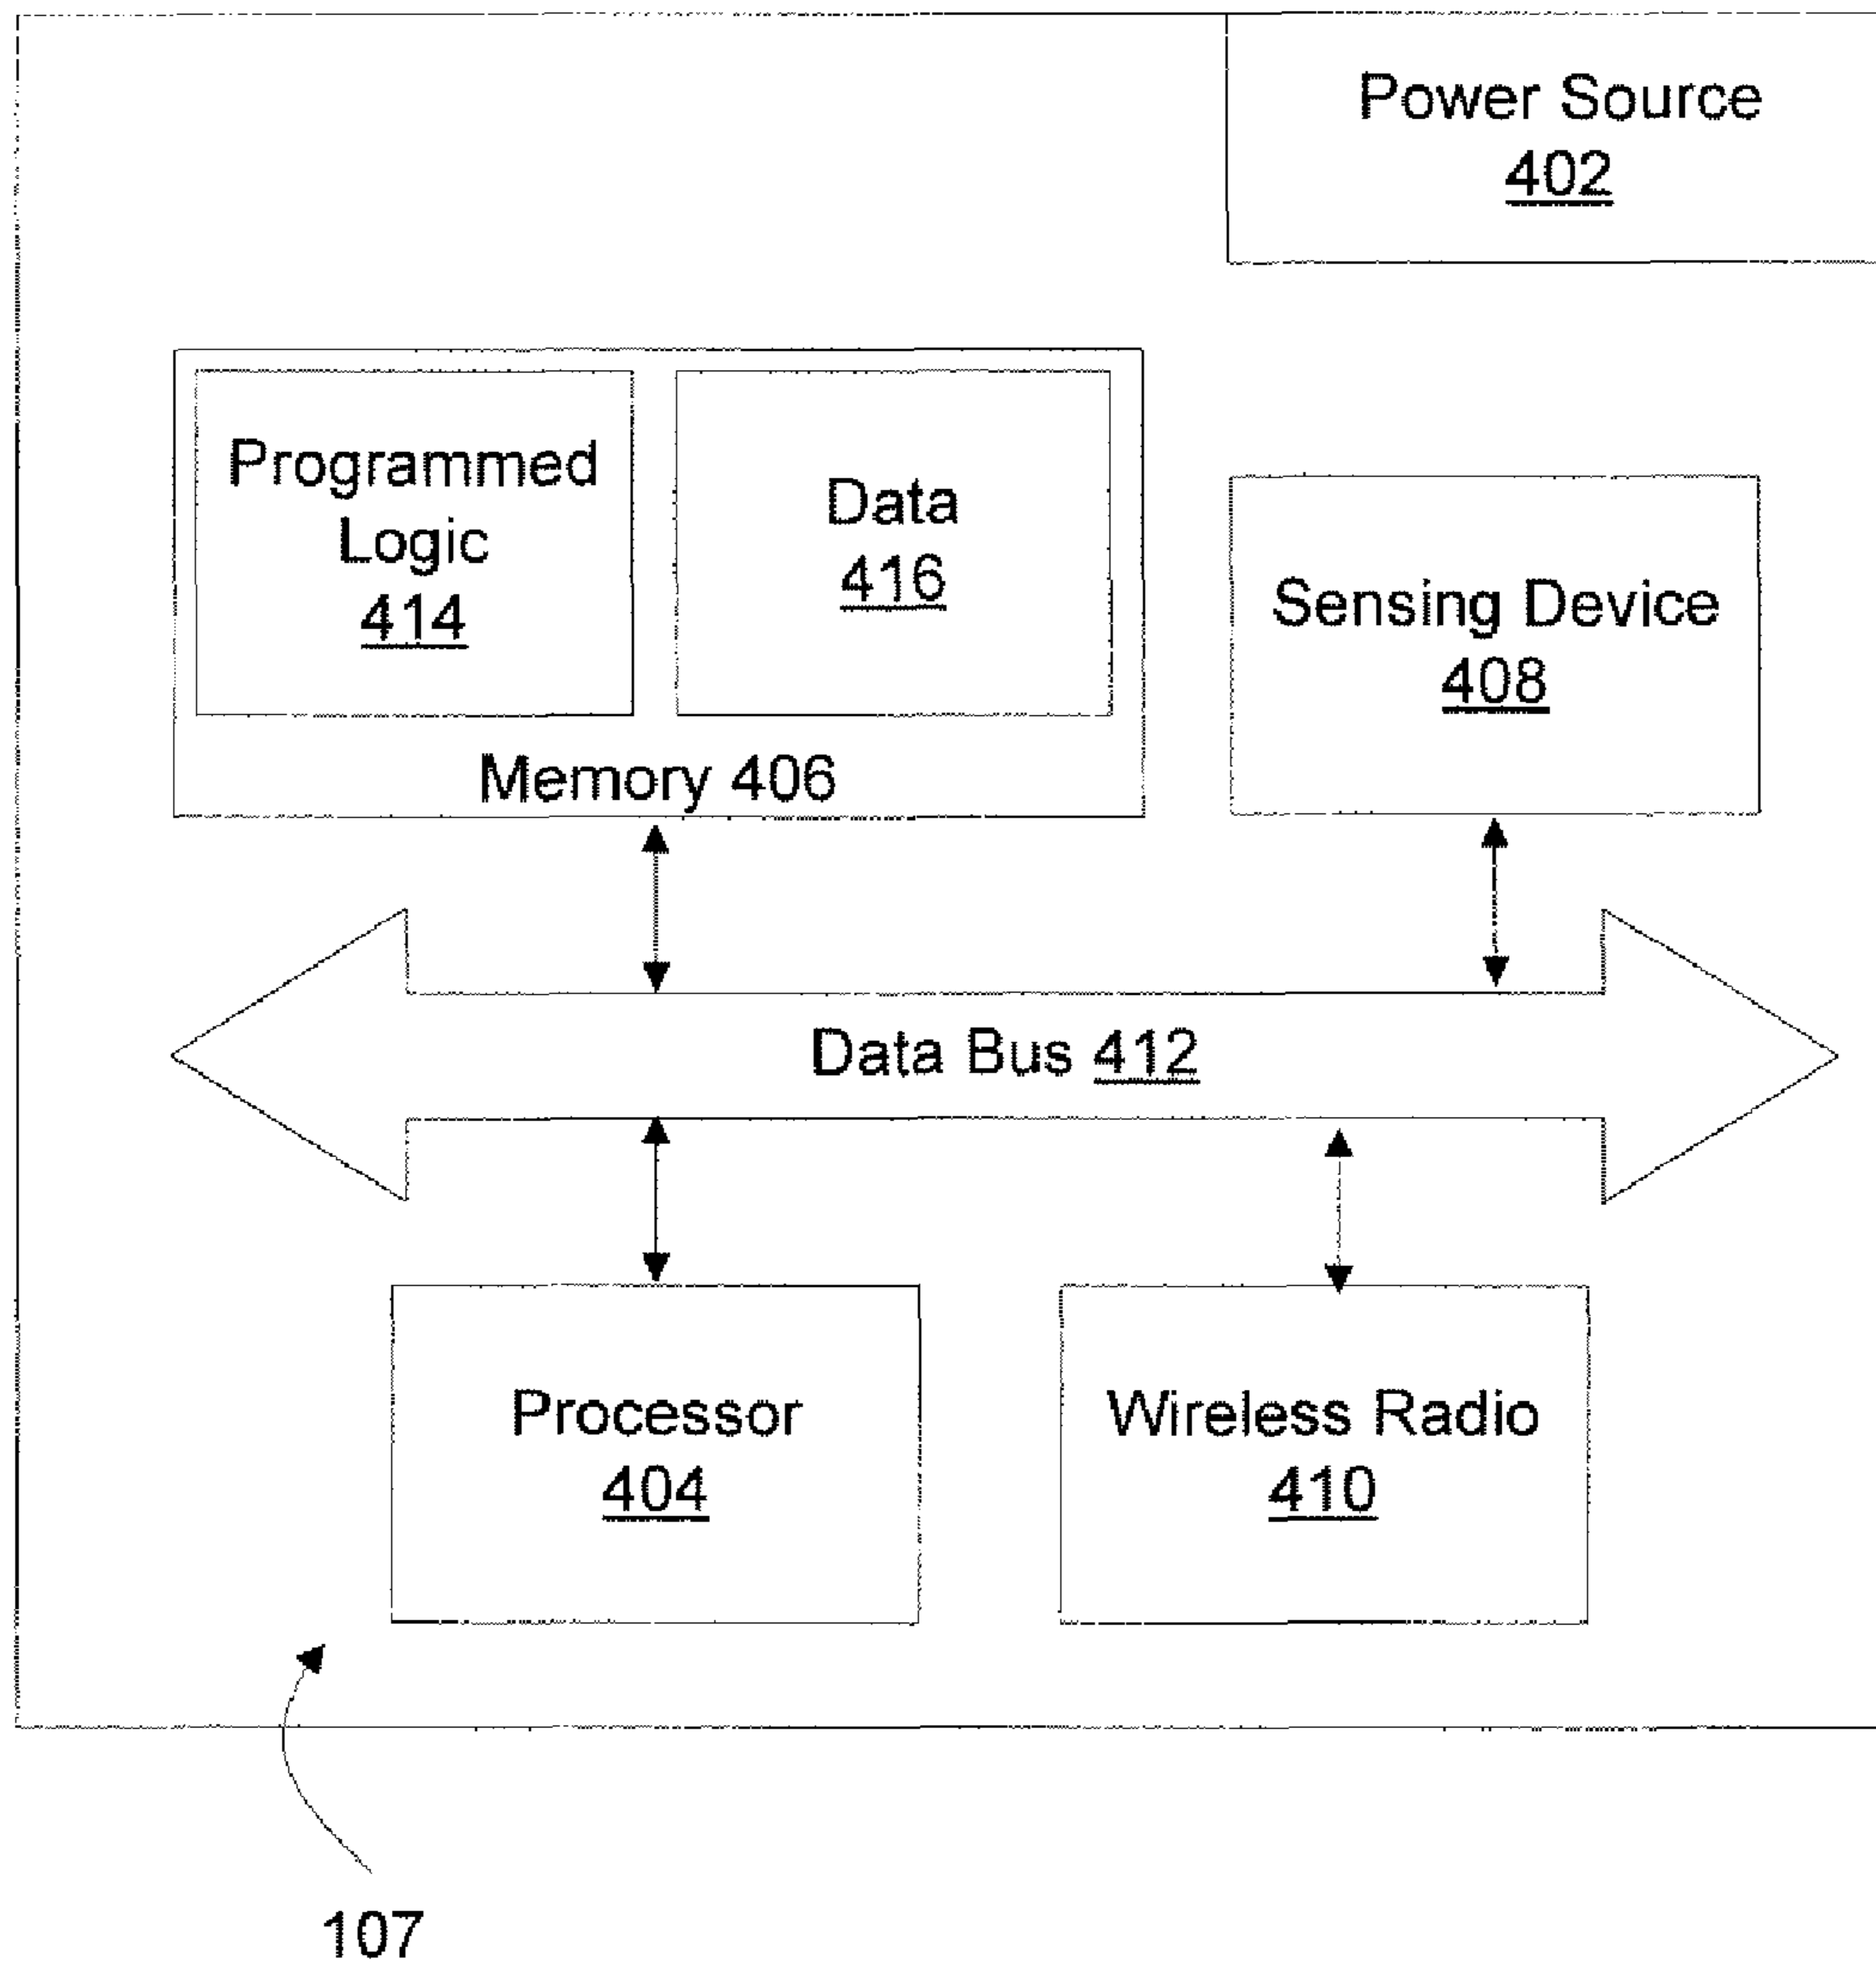 Power Source
402
Programmed
Logic
414
Data
416
Memory 406
Sensing Device
408
Data Bus 412
Processor
404
Wireless Radio
410
107